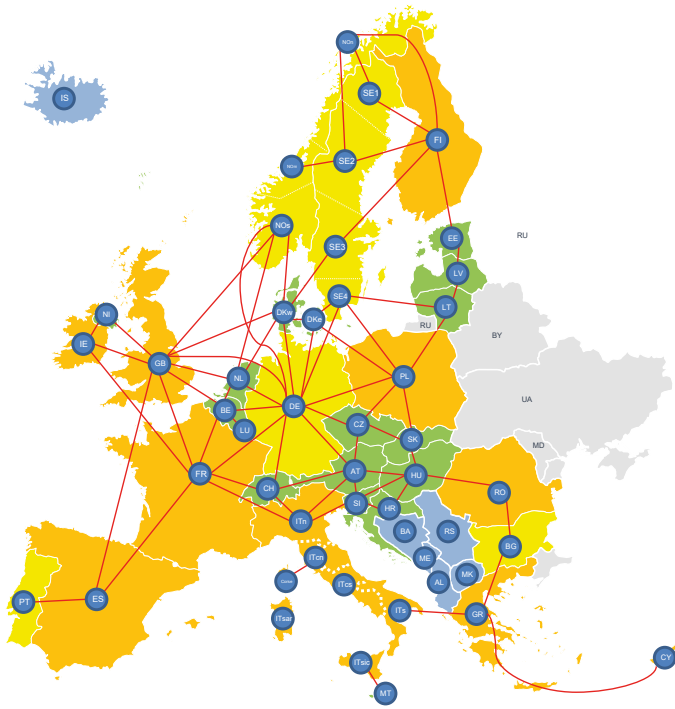 NOn
IS
SE1
FI
SE2
NOm
NOs
RU
EE
SE3
LV
SE4
LT
NI
DKw
DKe
RU
BY
IE
GB
NL
PL
UA
BE
DE
LU
CZ
SK
MD
FR
CH
AT
HU
RO
SI
HR
ITn
BA
RS
BG
ITcn
ME
MK
AL
Corse
ITcs
PT
ES
ITsar
ITs
GR
ITsic
CY
MT